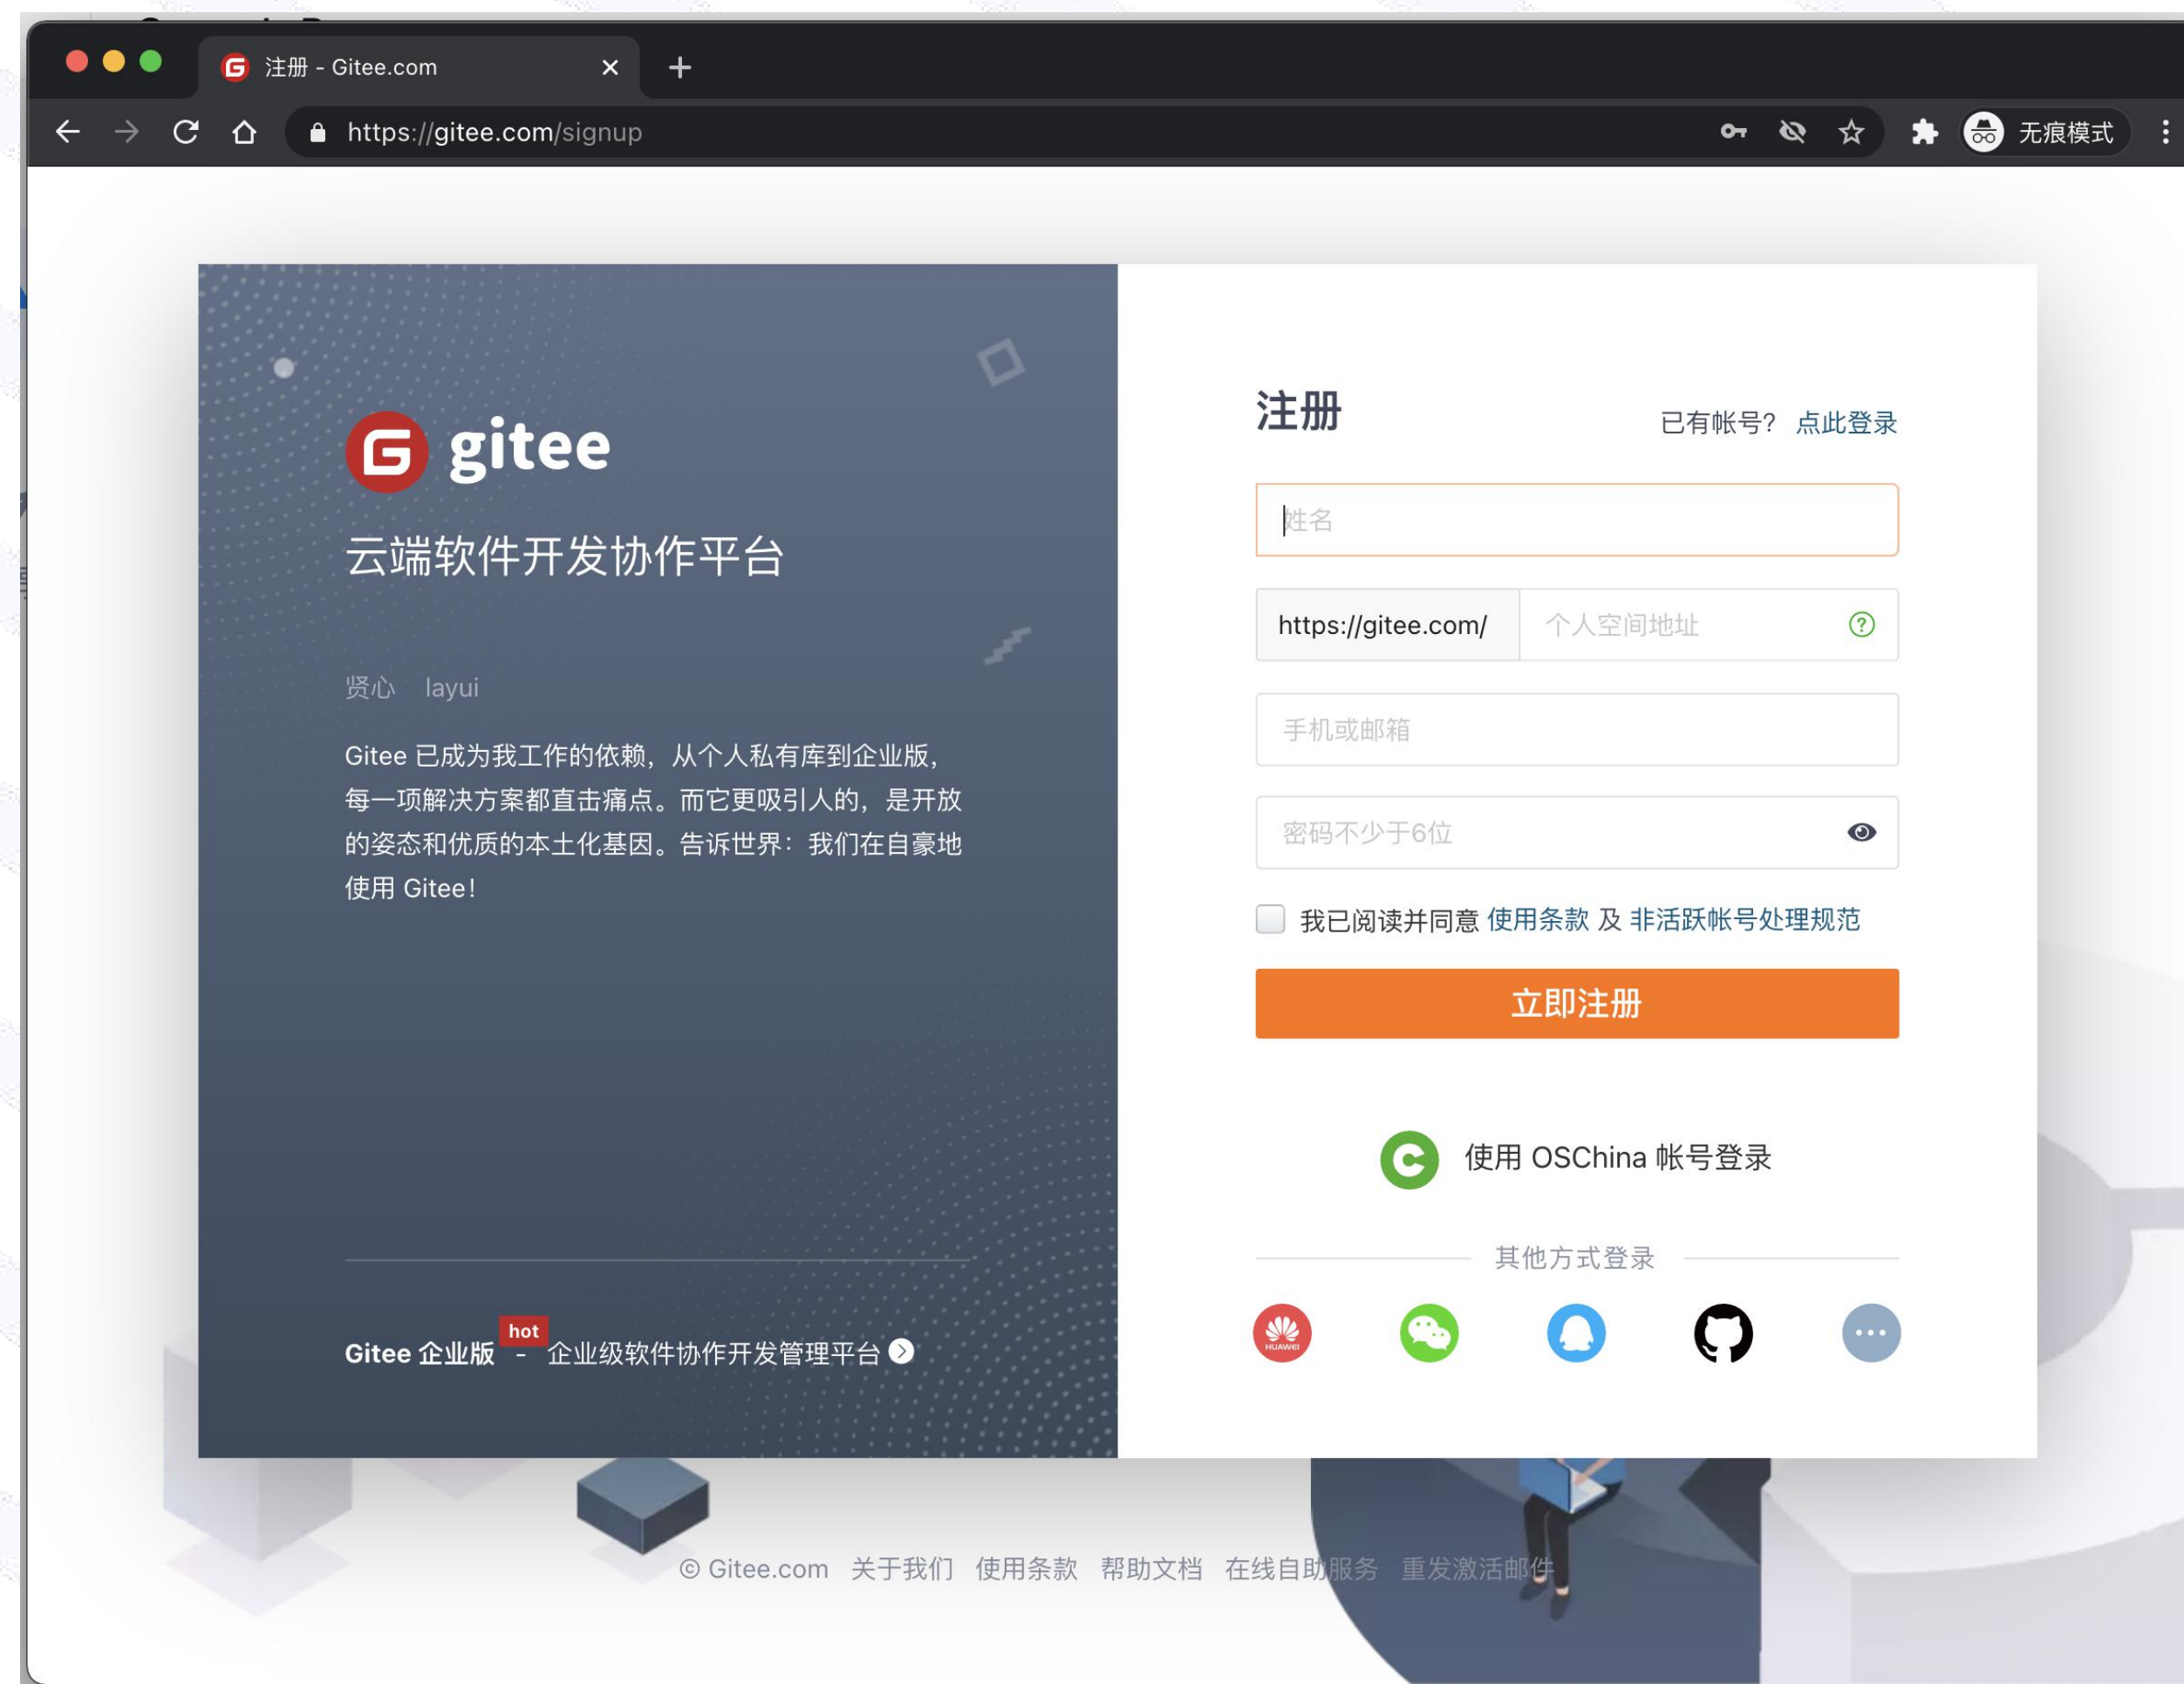 注册 - Gitee.com
https://gitee.com/signup
无痕模式
gitee
云端软件开发协作平台
贤心 layui
Gitee 已成为我工作的依赖，从个人私有库到企业版，
每一项解决方案都直击痛点。而它更吸引人的，是开放
的姿态和优质的本土化基因。告诉世界：我们在自豪地
使用 Gitee！
hot
Gitee 企业版 - 企业级软件协作开发管理平台
注册
已有帐号？ 点此登录
姓名
https://gitee.com/ 个人空间地址
手机或邮箱
密码不少于6位
我已阅读并同意 使用条款 及 非活跃帐号处理规范
立即注册
使用 OSChina 帐号登录
其他方式登录
HUAWEI
© Gitee.com 关于我们 使用条款 帮助文档 在线自助服务 重发激活邮件